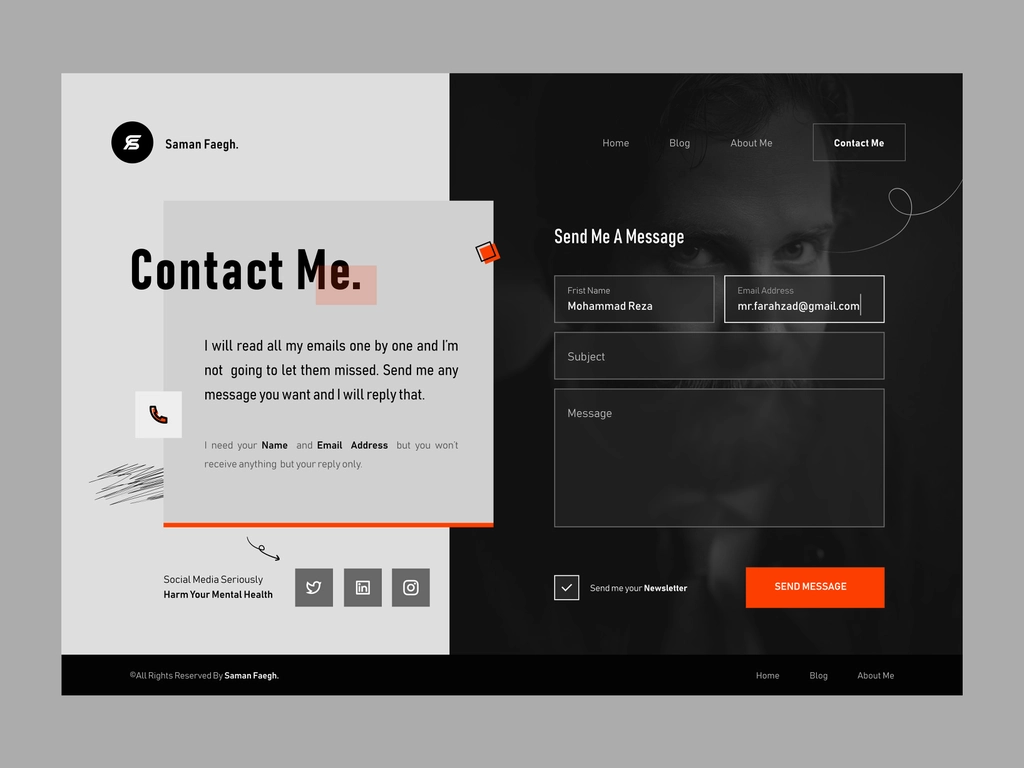 Saman Faegh.
Home
Blog
About Me
Contact Me
Contact Me.
I will read all my emails one by one and I'm
not going to let them missed. Send me any
message you want and I will reply that.
I need your Name and Email Address but you won't
receive anything but your reply only.
Social Media Seriously
Harm Your Mental Health
Send Me A Message
Frist Name
Mohammad Reza
Email Address
mr.farahzad@gmail.com
Subject
Message
Send me your Newsletter
SEND MESSAGE
©All Rights Reserved By Saman Faegh.
Home
Blog
About Me